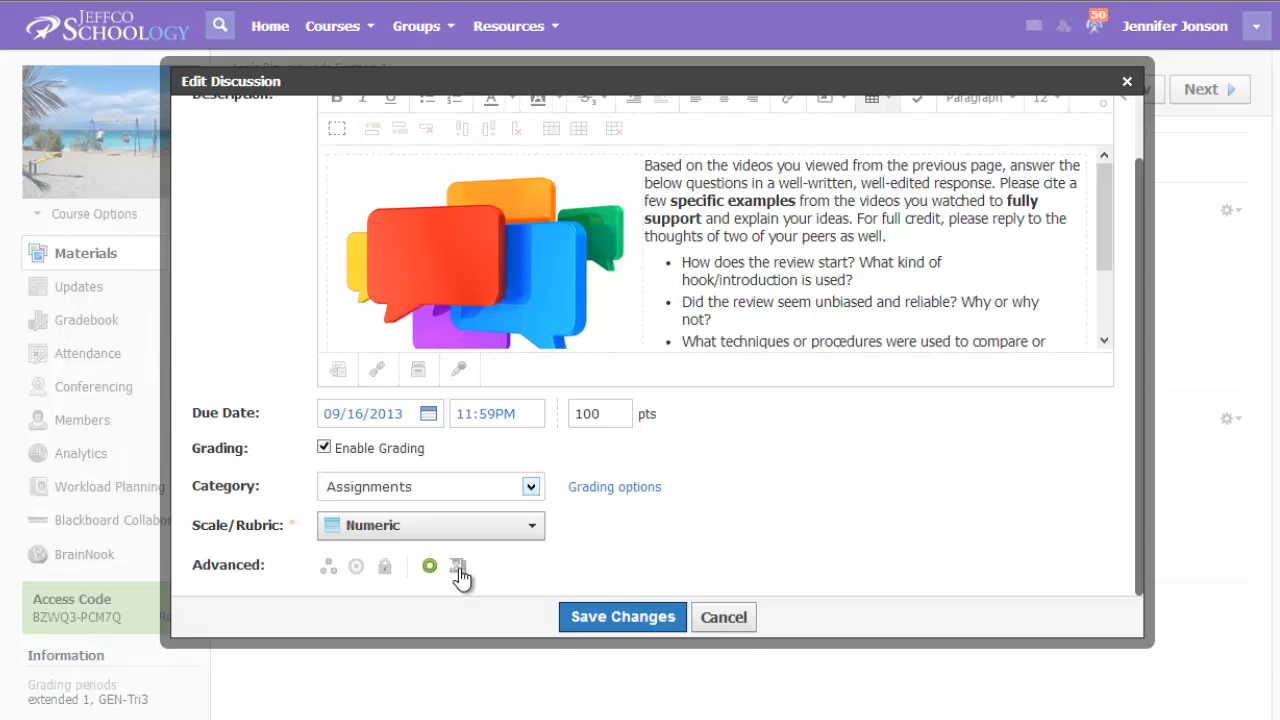 JEFFCO
SCHOOLOGY
Home
Courses
Groups
Resources
50
Jennifer Jonson
Edit Discussion
Next
Course Options
Materials
Updates
Gradebook
Attendance
Conferencing
Members
Analytics
Workload Planning
Blackboard Collabo
BrainNook
Access Code
BZWQ3-PCM7Q
Information
Grading periods
extended 1, GEN-Tri3
Description:
B I U
Paragraph
12
Based on the videos you viewed from the previous page, answer the
below questions in a well-written, well-edited response. Please cite a
few specific examples from the videos you watched to fully
support and explain your ideas. For full credit, please reply to the
thoughts of two of your peers as well.
• How does the review start? What kind of
hook/introduction is used?
• Did the review seem unbiased and reliable? Why or why
not?
• What techniques or procedures were used to compare or
Due Date:
09/16/2013
11:59PM
100
pts
Grading:
Enable Grading
Category:
Assignments
Grading options
Scale/Rubric: *
Numeric
Advanced:
Save Changes
Cancel